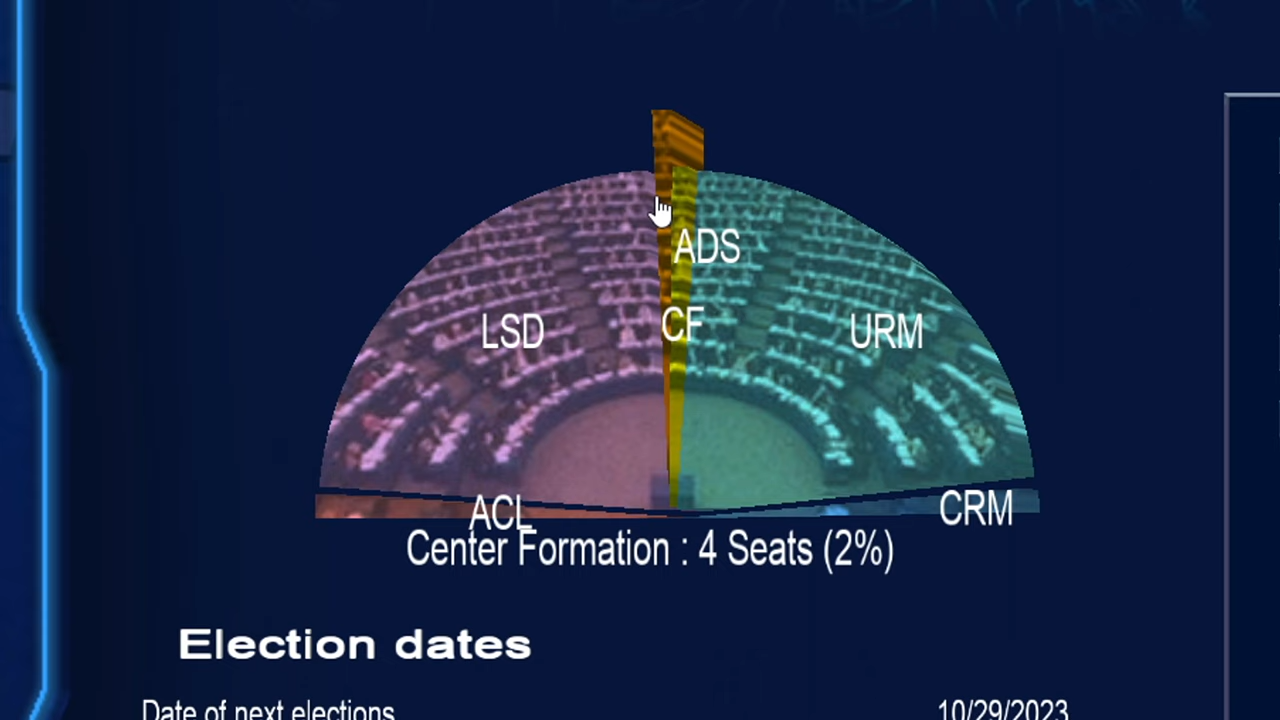 ADS
LSD
CF
URM
ACL
CRM
Center Formation : 4 Seats (2%)
Election dates
Date of next elections 10/29/2023